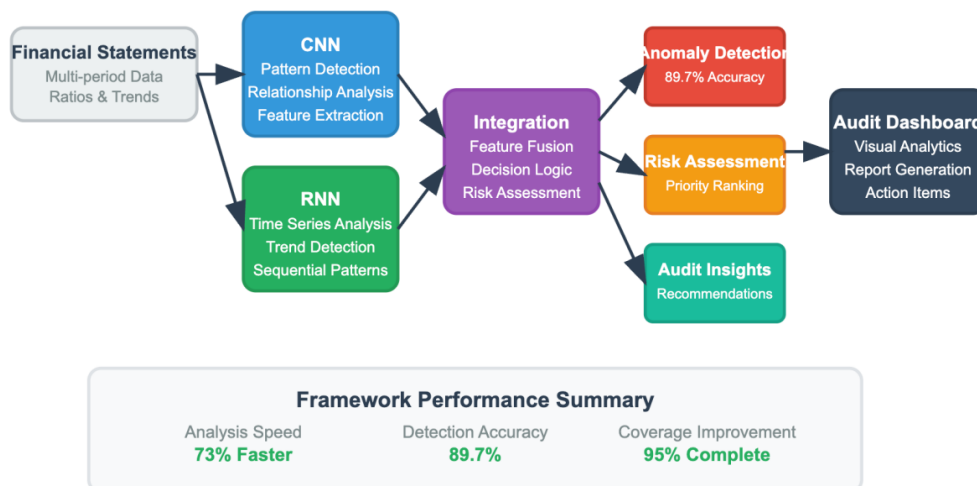 Financial Statements
Multi-period Data
Ratios & Trends
CNN
Pattern Detection
Relationship Analysis
Feature Extraction
RNN
Time Series Analysis
Trend Detection
Sequential Patterns
Integration
Feature Fusion
Decision Logic
Risk Assessment
Anomaly Detection
89.7% Accuracy
Risk Assessment
Priority Ranking
Audit Insights
Recommendations
Audit Dashboard
Visual Analytics
Report Generation
Action Items
Framework Performance Summary
Analysis Speed
73% Faster
Detection Accuracy
89.7%
Coverage Improvement
95% Complete